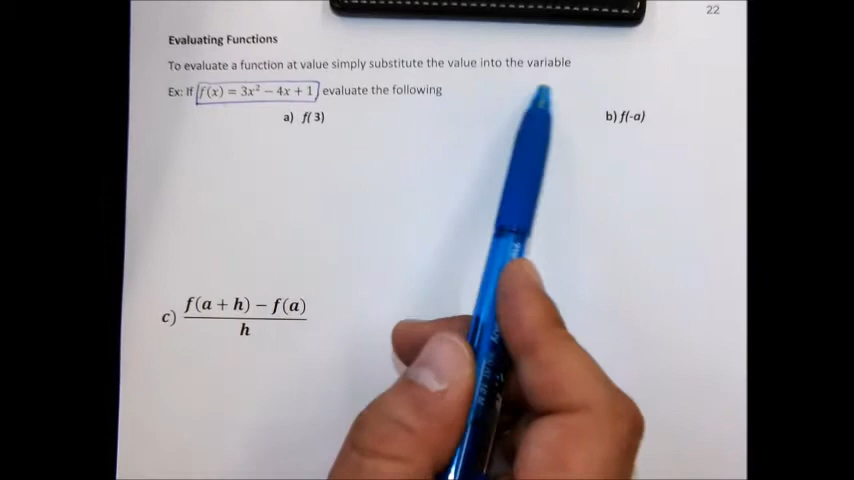 22
Evaluating Functions
To evaluate a function at value simply substitute the value into the variable
Ex: If f(x) = 3x² − 4x + 1, evaluate the following
a) f( 3) b) f(-a)
c) f(a + h) − f(a)
h